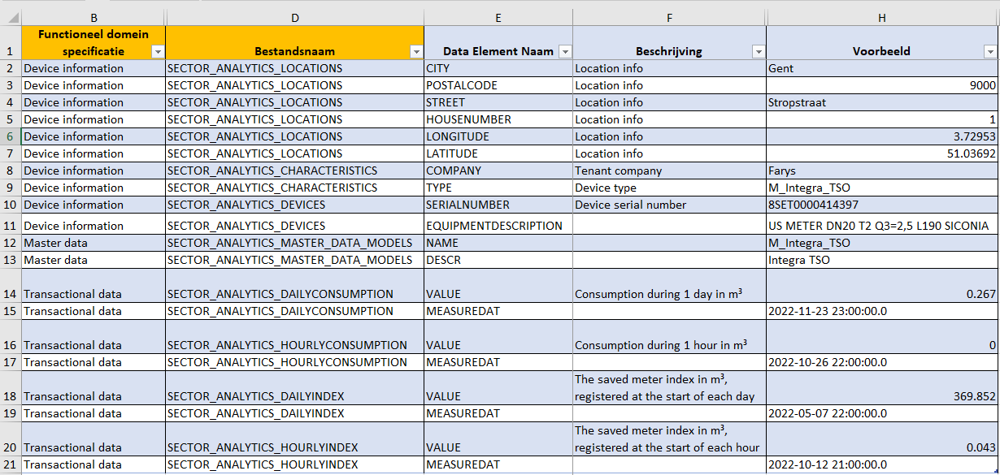 B D E F H
1 Functioneel domein
specificatie Bestandsnaam Data Element Naam Beschrijving Voorbeeld
2 Device information SECTOR_ANALYTICS_LOCATIONS CITY Location info Gent
3 Device information SECTOR_ANALYTICS_LOCATIONS POSTALCODE Location info 9000
4 Device information SECTOR_ANALYTICS_LOCATIONS STREET Location info Stropstraat
5 Device information SECTOR_ANALYTICS_LOCATIONS HOUSENUMBER Location info 1
6 Device information SECTOR_ANALYTICS_LOCATIONS LONGITUDE Location info 3.72953
7 Device information SECTOR_ANALYTICS_LOCATIONS LATITUDE Location info 51.03692
8 Device information SECTOR_ANALYTICS_CHARACTERISTICS COMPANY Tenant company Farys
9 Device information SECTOR_ANALYTICS_CHARACTERISTICS TYPE Device type M_Integra_TSO
10 Device information SECTOR_ANALYTICS_DEVICES SERIALNUMBER Device serial number 8SET0000414397
11 Device information SECTOR_ANALYTICS_DEVICES EQUIPMENTDESCRIPTION US METER DN20 T2 Q3=2,5 L190 SICONIA
12 Master data SECTOR_ANALYTICS_MASTER_DATA_MODELS NAME M_Integra_TSO
13 Master data SECTOR_ANALYTICS_MASTER_DATA_MODELS DESCR Integra TSO
14 Transactional data SECTOR_ANALYTICS_DAILYCONSUMPTION VALUE Consumption during 1 day in m³ 0.267
15 Transactional data SECTOR_ANALYTICS_DAILYCONSUMPTION MEASUREDAT 2022-11-23 23:00:00.0
16 Transactional data SECTOR_ANALYTICS_HOURLYCONSUMPTION VALUE Consumption during 1 hour in m³ 0
17 Transactional data SECTOR_ANALYTICS_HOURLYCONSUMPTION MEASUREDAT 2022-10-26 22:00:00.0
The saved meter index in m³,
18 Transactional data SECTOR_ANALYTICS_DAILYINDEX VALUE registered at the start of each day 369.852
19 Transactional data SECTOR_ANALYTICS_DAILYINDEX MEASUREDAT 2022-05-07 22:00:00.0
The saved meter index in m³,
20 Transactional data SECTOR_ANALYTICS_HOURLYINDEX VALUE registered at the start of each hour 0.043
21 Transactional data SECTOR_ANALYTICS_HOURLYINDEX MEASUREDAT 2022-10-12 21:00:00.0